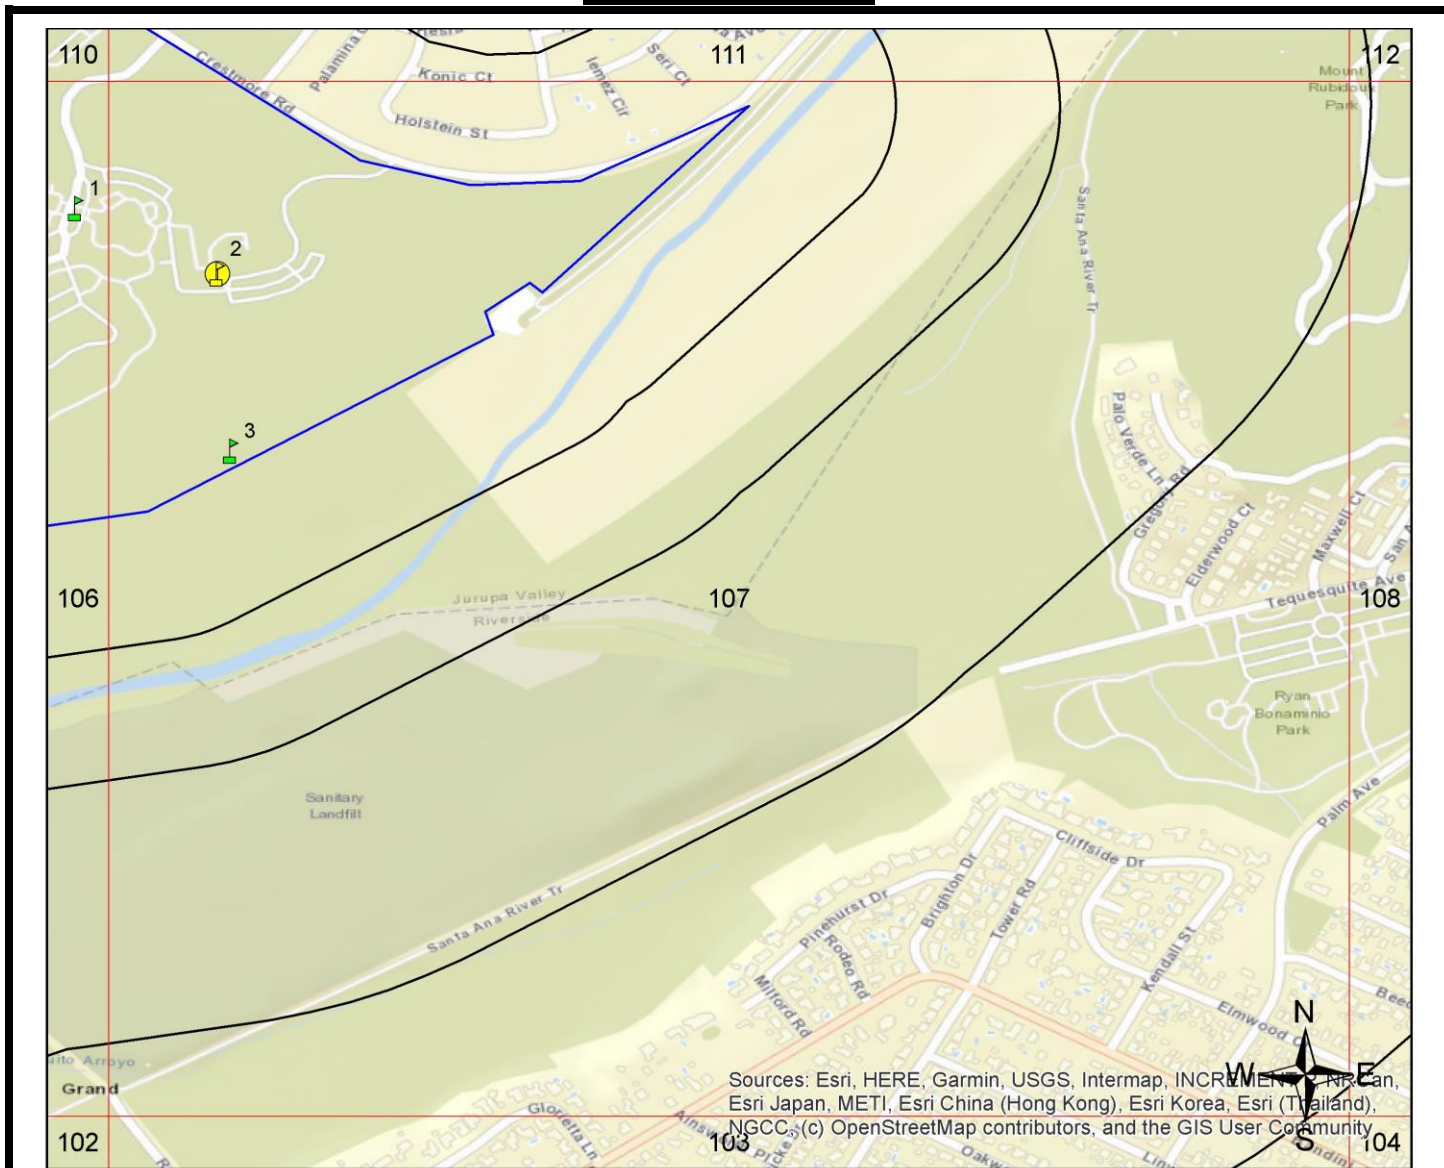 110
111
112
Crestmore Rd
Konic Ct
Holstein St
Iemez Cir
Seri Ct
Mount
Rubidoux
Park
1
2
3
Santa Ana River Tr
Palo Verde Ln
Gregory Rd
Elderwood Ct
Maxwell Ct
Tequesquite Ave
106
107
108
Jurupa Valley
Riverside
Ryan
Bonaminio
Park
Sanitary
Landfill
Palm Ave
Cliffside Dr
Brighton Dr
Tower Rd
Pinehurst Dr
Rodeo Rd
Kendall St
Milford Rd
Santa Ana River Tr
Elmwood
N
W
E
S
Arroyo
Grand
Sources: Esri, HERE, Garmin, USGS, Intermap, INCREMENT P, NRCan,
Esri Japan, METI, Esri China (Hong Kong), Esri Korea, Esri (Thailand),
NGCC, (c) OpenStreetMap contributors, and the GIS User Community
Glorietta Ln
102
103
104